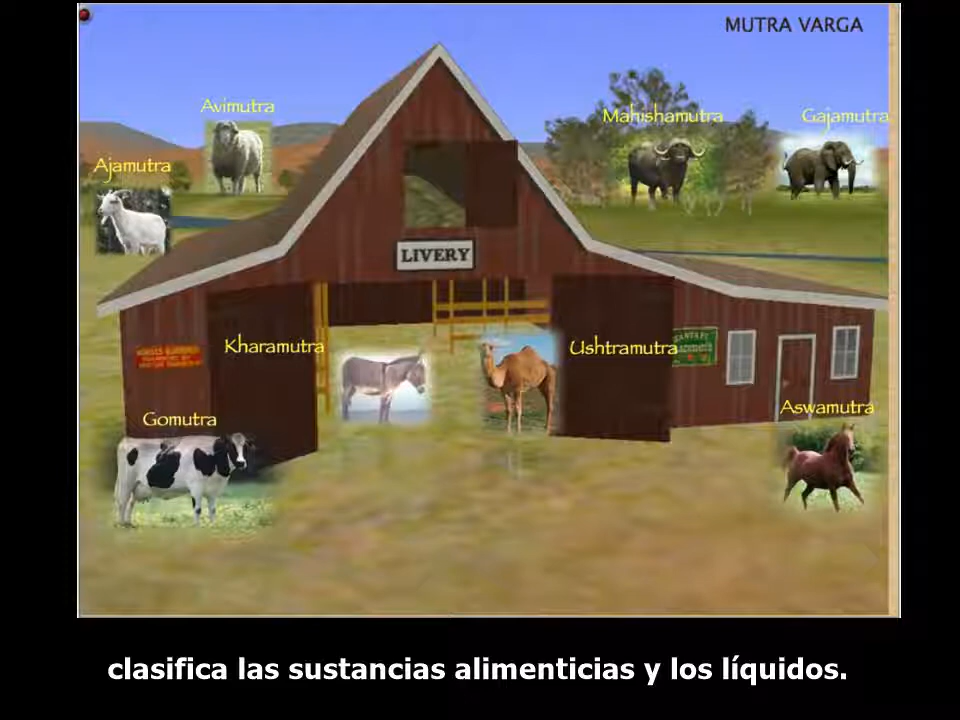 MUTRA VARGA
Avimutra
Mahishamutra
Gajamutra
Ajamutra
LIVERY
Kharamutra
Ushtramutra
Gomutra
Aswamutra
clasifica las sustancias alimenticias y los líquidos.